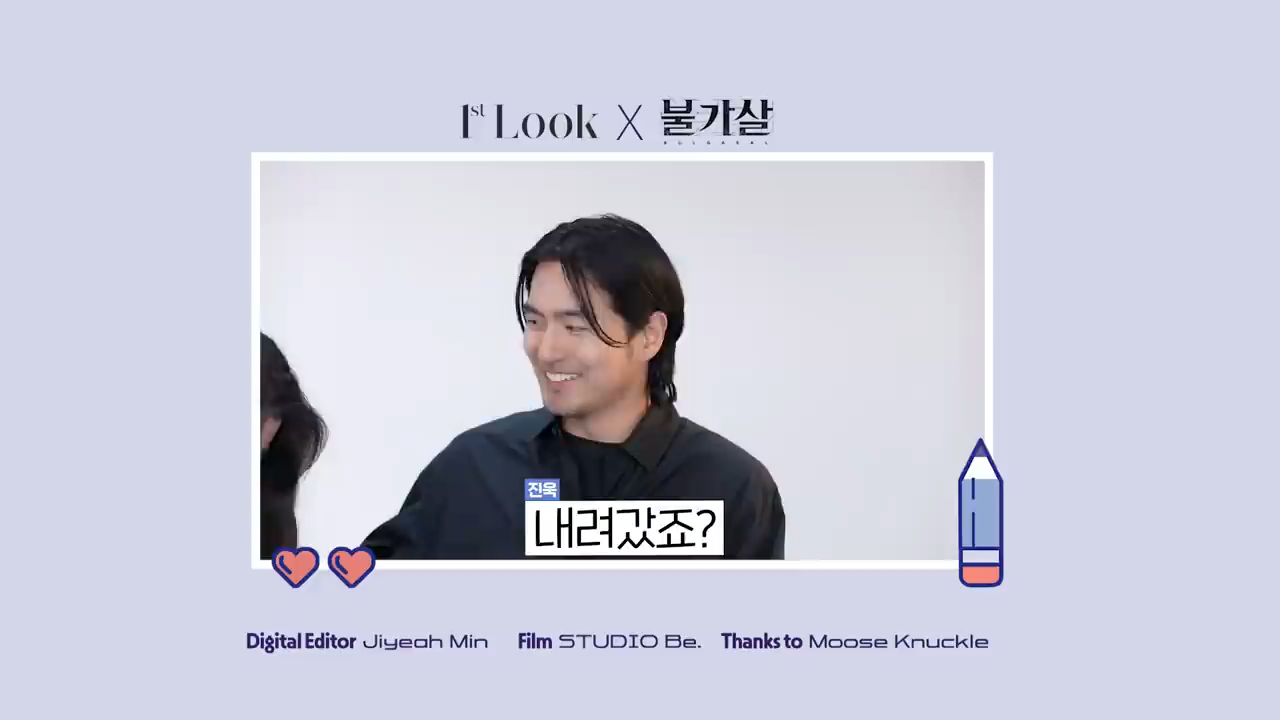 1st Look X 불가살
BULGASAL
진욱
내려갔죠?
Digital Editor Jiyeah Min Film STUDIO Be. Thanks to Moose Knuckle